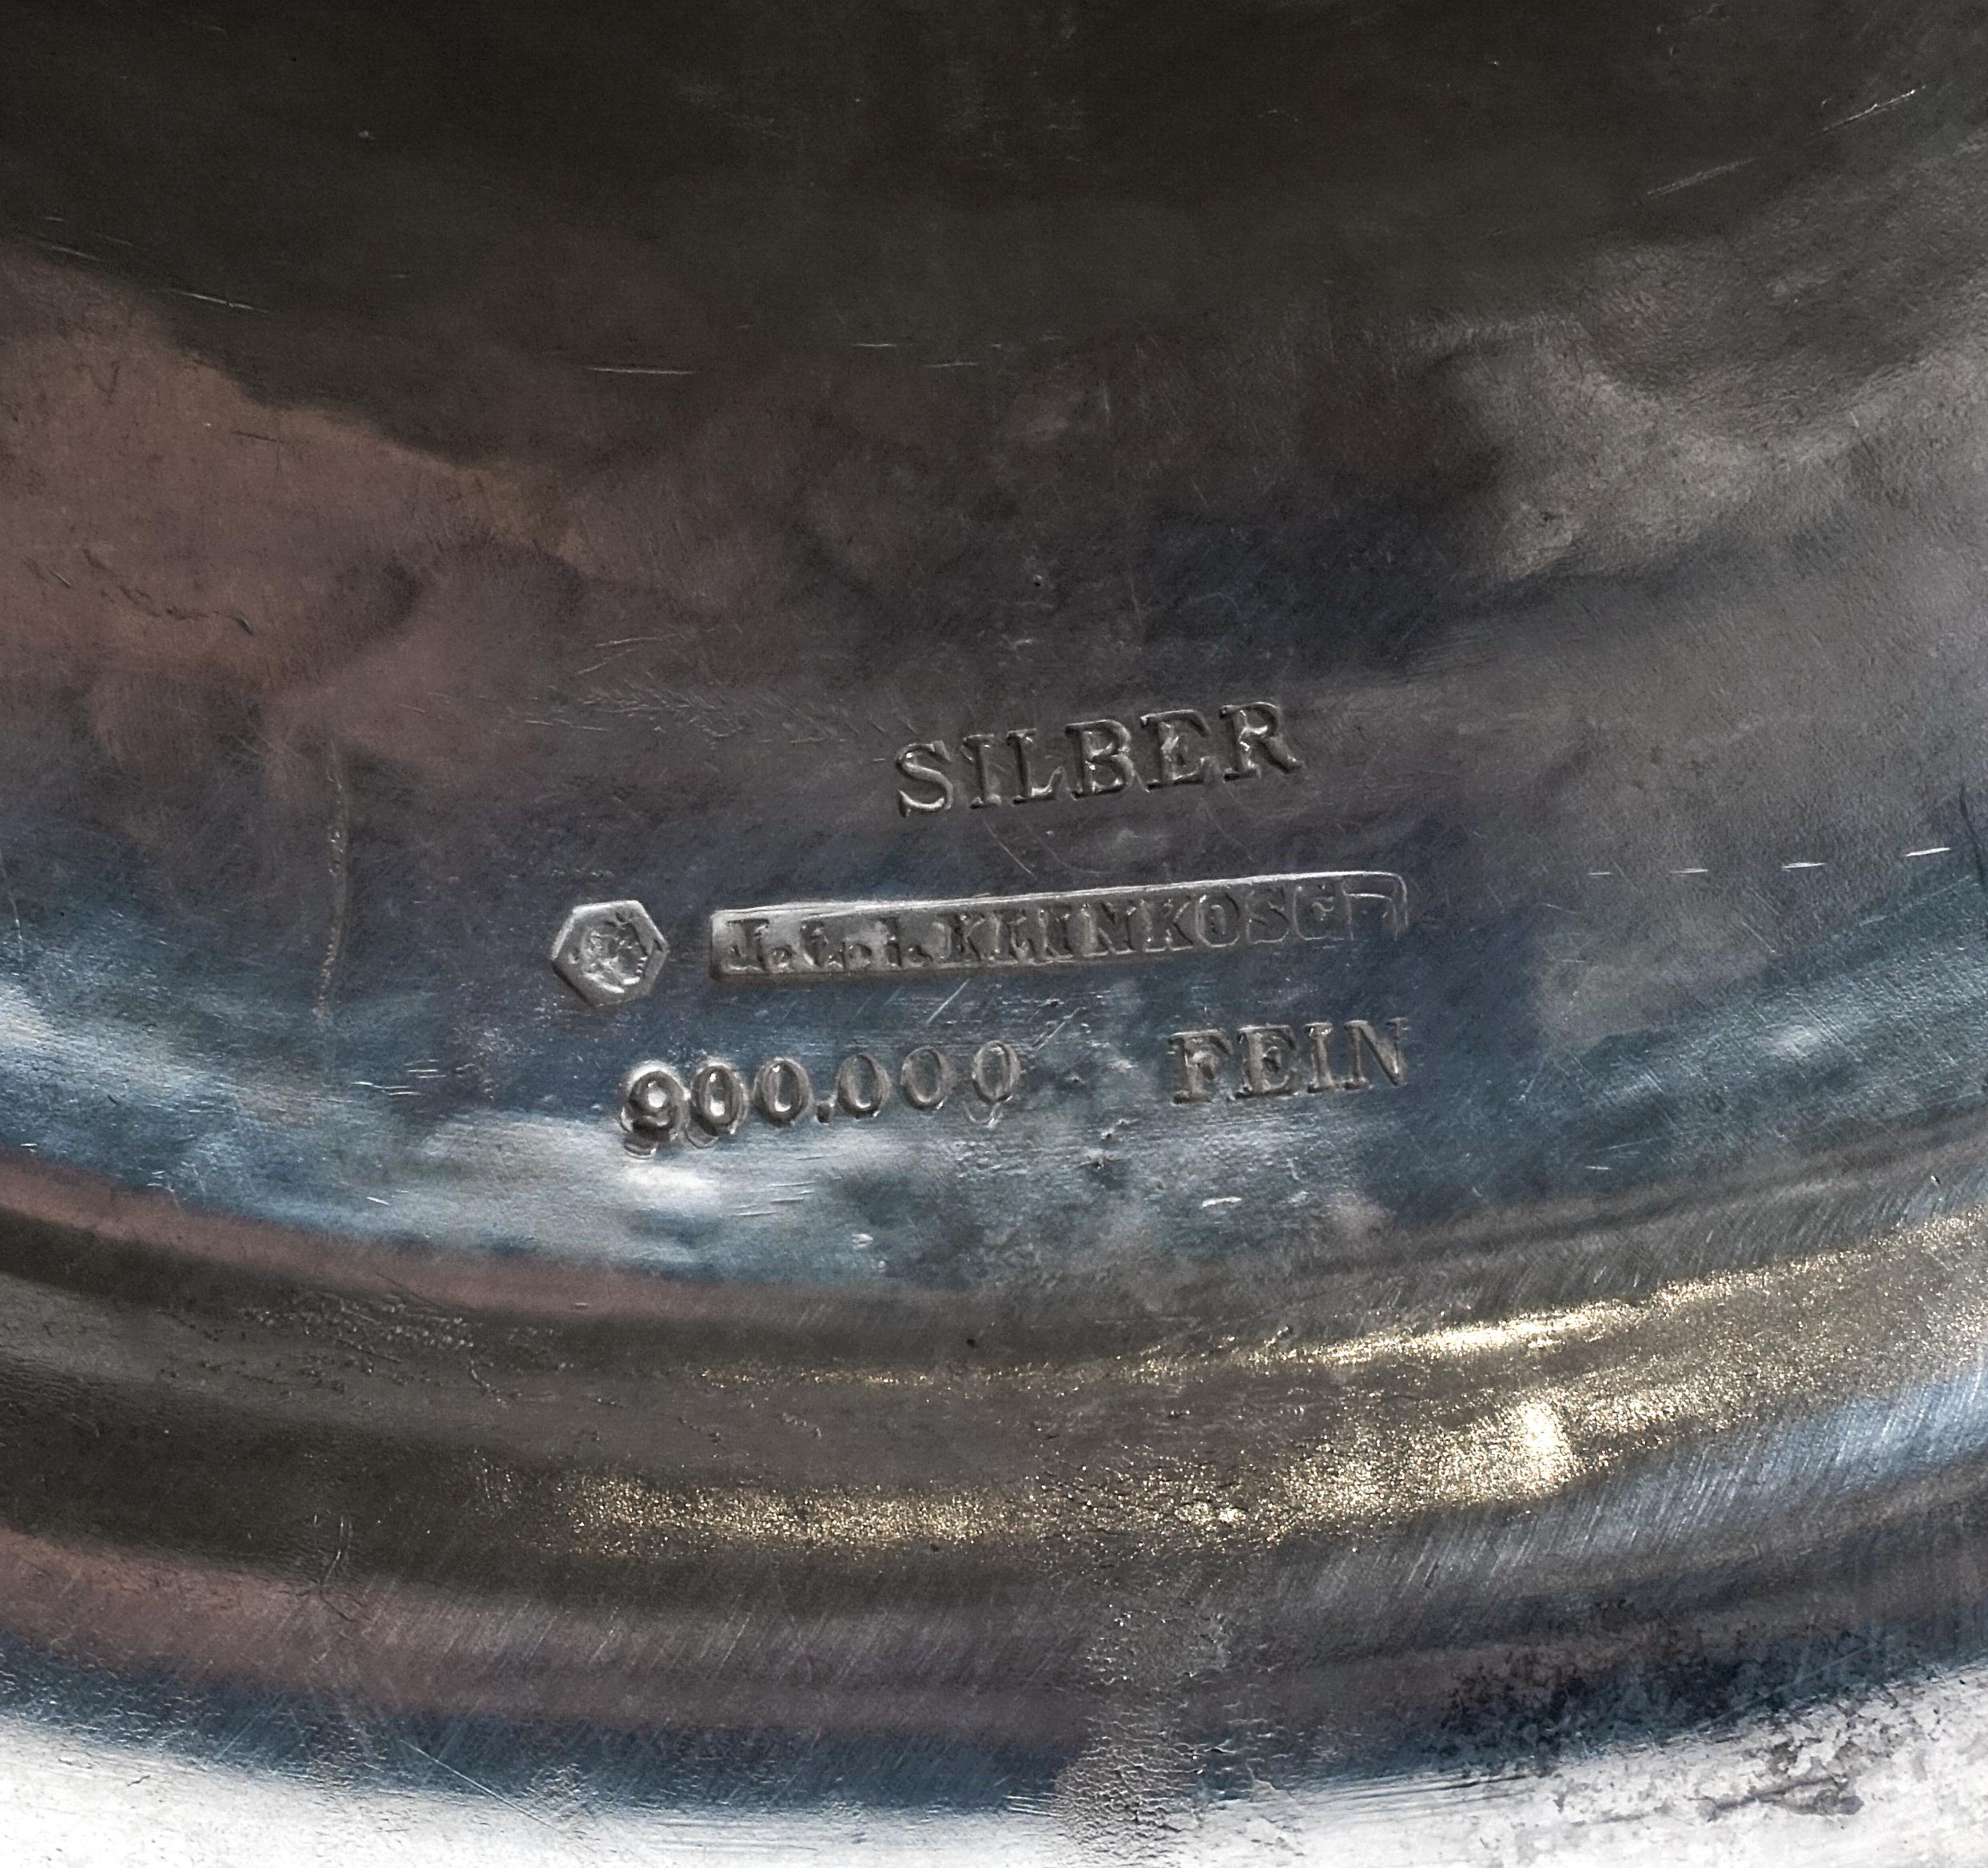 SILBER
J.C.K. KLINKOSCH
900.000 FEIN